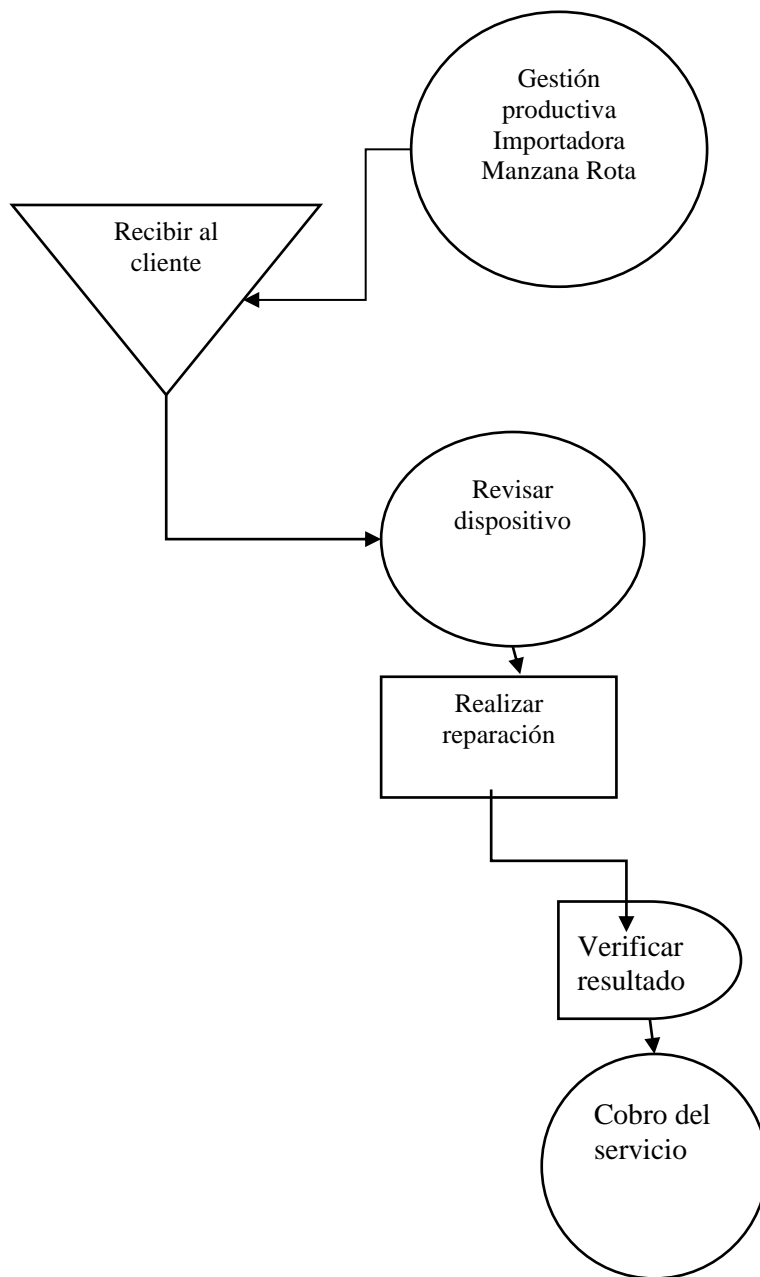 Gestión
productiva
Importadora
Manzana Rota
Recibir al
cliente
Revisar
dispositivo
Realizar
reparación
Verificar
resultado
Cobro del
servicio